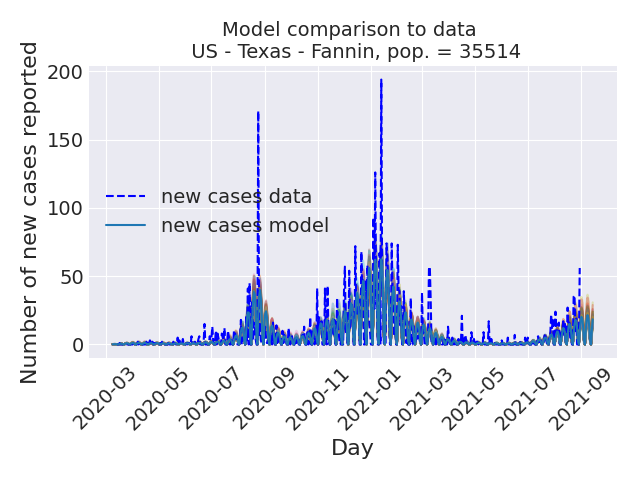 Model comparison to data
US - Texas - Fannin, pop. = 35514
Number of new cases reported
200
150
100
50
0
new cases data
new cases model
2020-03
2020-05
2020-07
2020-09
2020-11
2021-01
2021-03
2021-05
2021-07
2021-09
Day